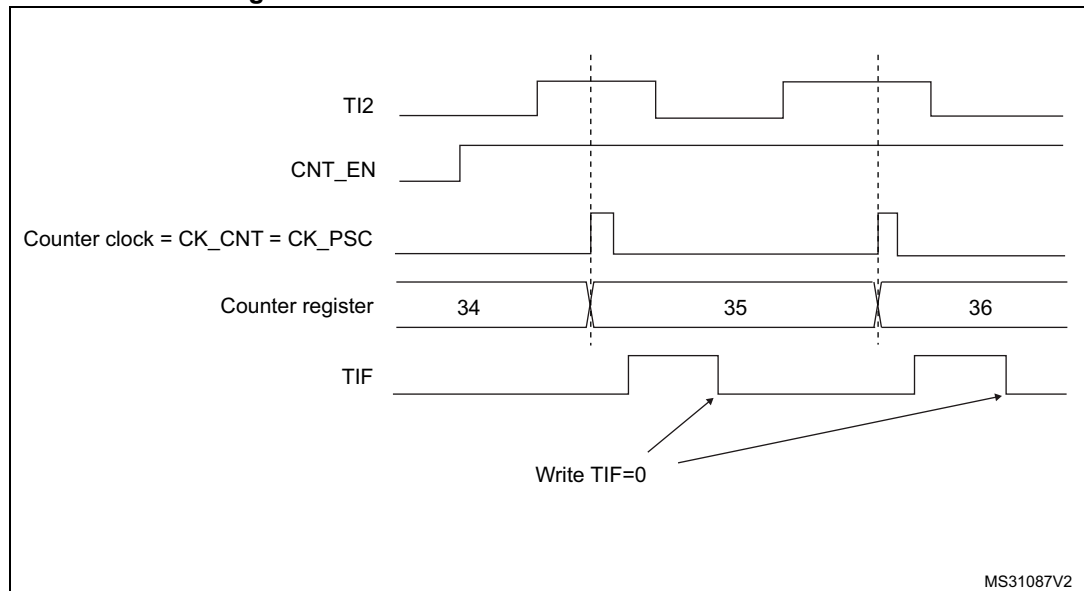 TI2
CNT_EN
Counter clock = CK_CNT = CK_PSC
Counter register 34 35 36
TIF
Write TIF=0
MS31087V2